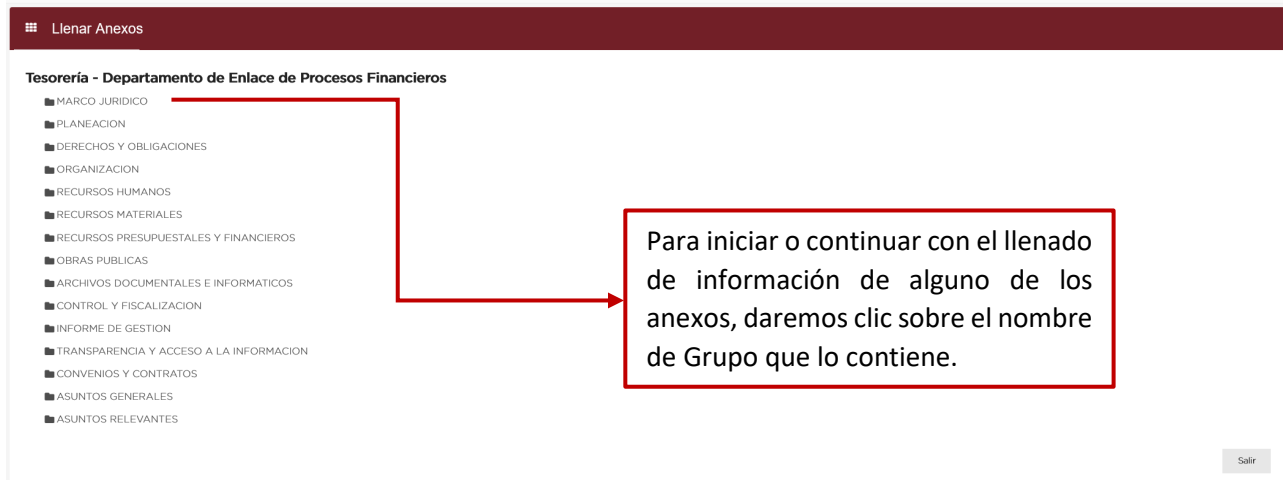 Llenar Anexos
Tesorería - Departamento de Enlace de Procesos Financieros
MARCO JURIDICO
PLANEACION
DERECHOS Y OBLIGACIONES
ORGANIZACION
RECURSOS HUMANOS
RECURSOS MATERIALES
RECURSOS PRESUPUESTALES Y FINANCIEROS
OBRAS PUBLICAS
ARCHIVOS DOCUMENTALES E INFORMATICOS
CONTROL Y FISCALIZACION
INFORME DE GESTION
TRANSPARENCIA Y ACCESO A LA INFORMACION
CONVENIOS Y CONTRATOS
ASUNTOS GENERALES
ASUNTOS RELEVANTES
Para iniciar o continuar con el llenado
de información de alguno de los
anexos, daremos clic sobre el nombre
de Grupo que lo contiene.
Salir